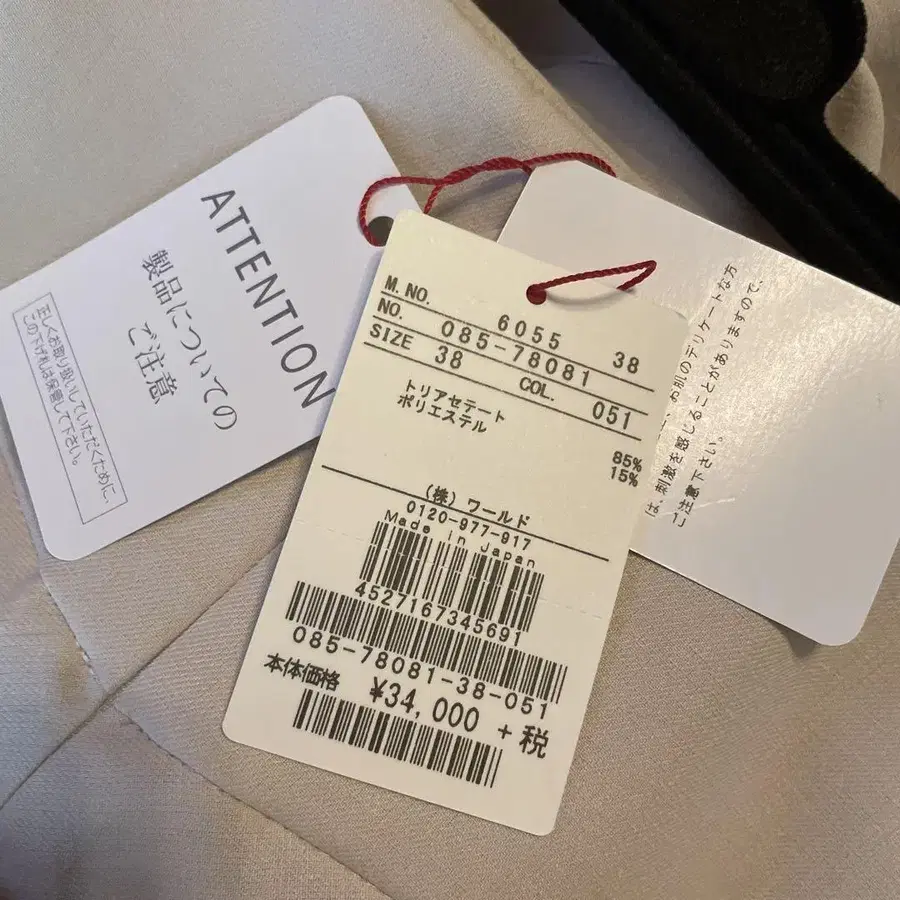 ATTENTION
製品についての
ご注意
正しくお取り扱いしていただくために、
この下げ札は保管して下さい。
M. NO. 6055 38
NO. 085-78081
SIZE 38 COL. 051
トリアセテート 85%
ポリエステル 15%
(株) ワールド
0120-977-917
Made in Japan
4527167345691
085-78081-38-051
本体価格 ¥34,000 +税
お肌のデリケートな方
は、刺激を感じることがありますので、
ご注意下さい。